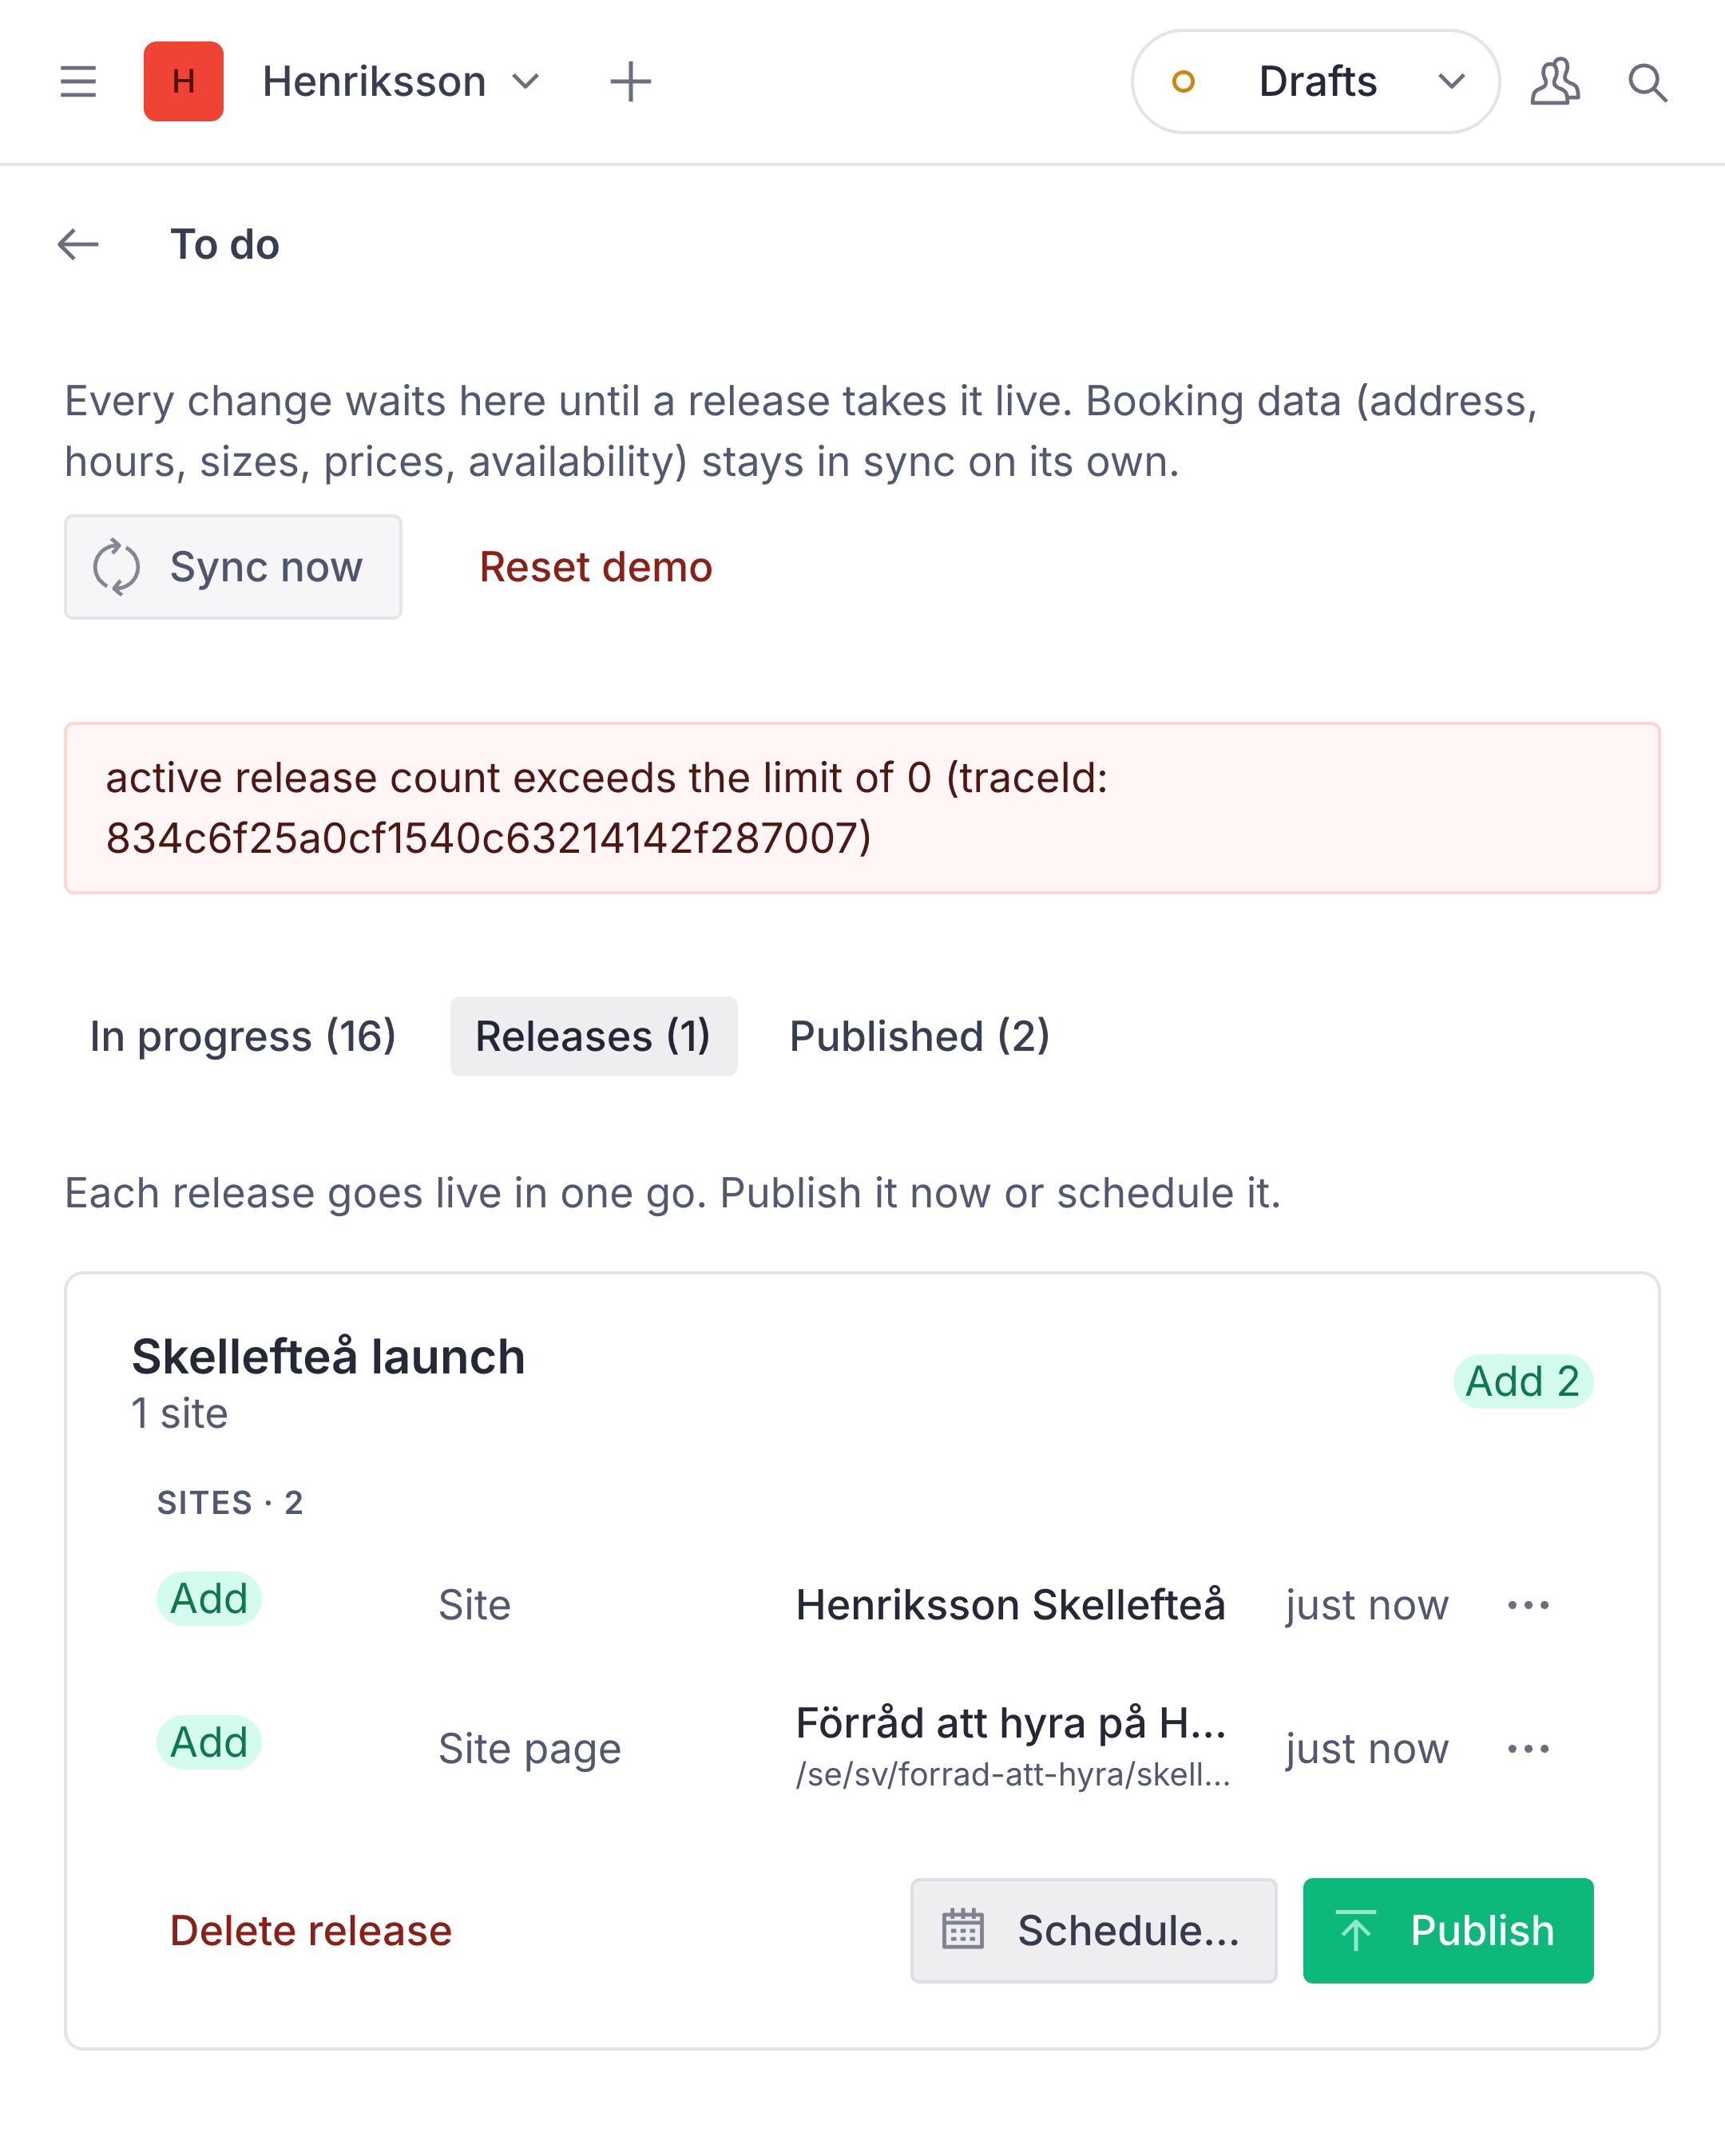 H Henriksson Drafts
To do
Every change waits here until a release takes it live. Booking data (address,
hours, sizes, prices, availability) stays in sync on its own.
Sync now Reset demo
active release count exceeds the limit of 0 (traceId:
834c6f25a0cf1540c63214142f287007)
In progress (16) Releases (1) Published (2)
Each release goes live in one go. Publish it now or schedule it.
Skellefteå launch
Add 2
1 site
SITES · 2
Add Site Henriksson Skellefteå just now
Add Site page Förråd att hyra på H... just now
/se/sv/forrad-att-hyra/skell...
Delete release Schedule... Publish